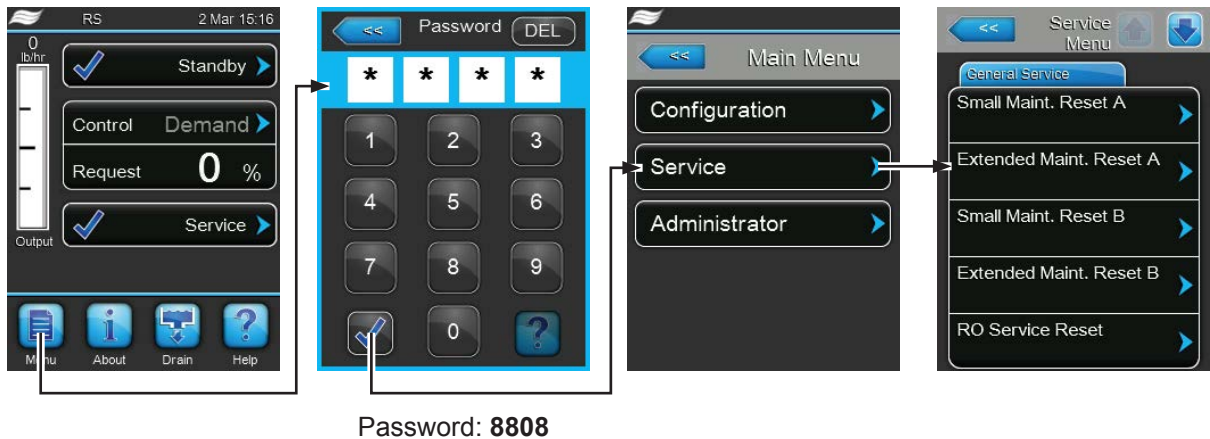 RS 2 Mar 15:16
0
lb/hr
Standby
Control Demand
Request 0 %
Service
Output
Menu About Drain Help
<< Password DEL
* * * *
1 2 3
4 5 6
7 8 9
0 ?
Password: 8808
<< Main Menu
Configuration
Service
Administrator
<< Service
Menu
General Service
Small Maint. Reset A
Extended Maint. Reset A
Small Maint. Reset B
Extended Maint. Reset B
RO Service Reset